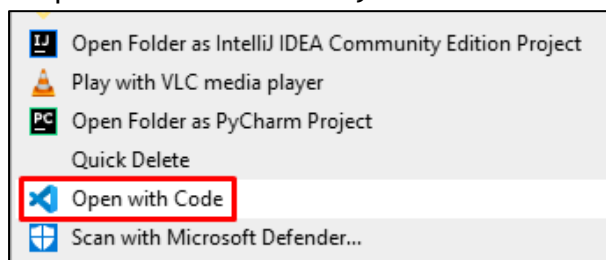 Open Folder as IntelliJ IDEA Community Edition Project
Play with VLC media player
PC Open Folder as PyCharm Project
Quick Delete
Open with Code
Scan with Microsoft Defender...